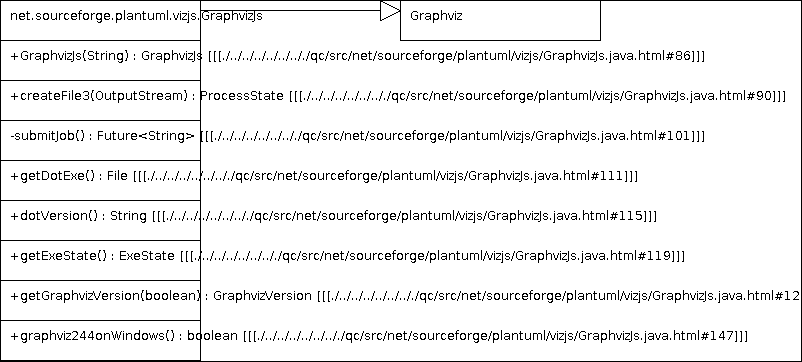 net.sourceforge.plantuml.vizjs.GraphvizJs
Graphviz
+GraphvizJs(String) : GraphvizJs [[[./../../../../../../../qc/src/net/sourceforge/plantuml/vizjs/GraphvizJs.java.html#86]]]
+createFile3(OutputStream) : ProcessState [[[./../../../../../../../qc/src/net/sourceforge/plantuml/vizjs/GraphvizJs.java.html#90]]]
-submitJob() : Future<String> [[[./../../../../../../../qc/src/net/sourceforge/plantuml/vizjs/GraphvizJs.java.html#101]]]
+getDotExe() : File [[[./../../../../../../../qc/src/net/sourceforge/plantuml/vizjs/GraphvizJs.java.html#111]]]
+dotVersion() : String [[[./../../../../../../../qc/src/net/sourceforge/plantuml/vizjs/GraphvizJs.java.html#115]]]
+getExeState() : ExeState [[[./../../../../../../../qc/src/net/sourceforge/plantuml/vizjs/GraphvizJs.java.html#119]]]
+getGraphvizVersion(boolean) : GraphvizVersion [[[./../../../../../../../qc/src/net/sourceforge/plantuml/vizjs/GraphvizJs.java.html#12
+graphviz244onWindows() : boolean [[[./../../../../../../../qc/src/net/sourceforge/plantuml/vizjs/GraphvizJs.java.html#147]]]